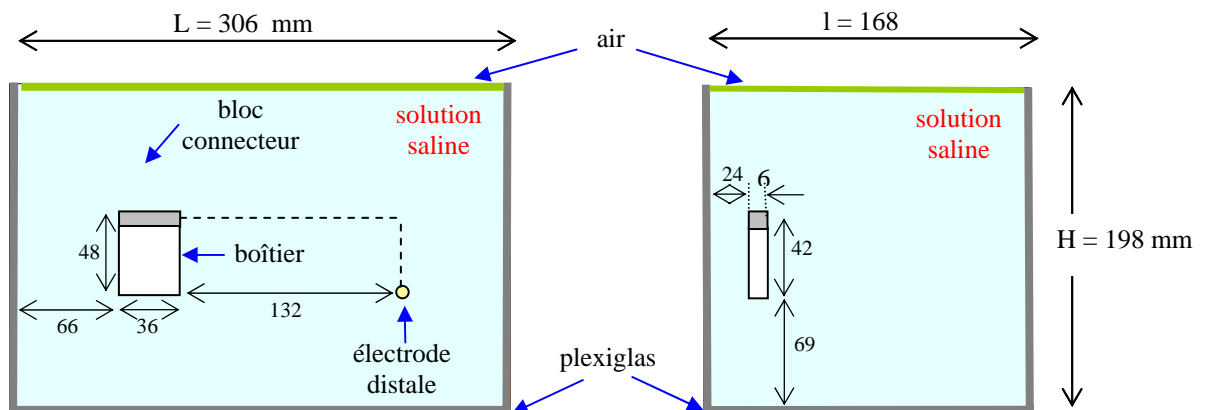 L = 306 mm
l = 168
air
bloc
connecteur
solution
saline
solution
saline
24
6
48
boîtier
42
H = 198 mm
132
66
36
69
électrode
distale
plexiglas